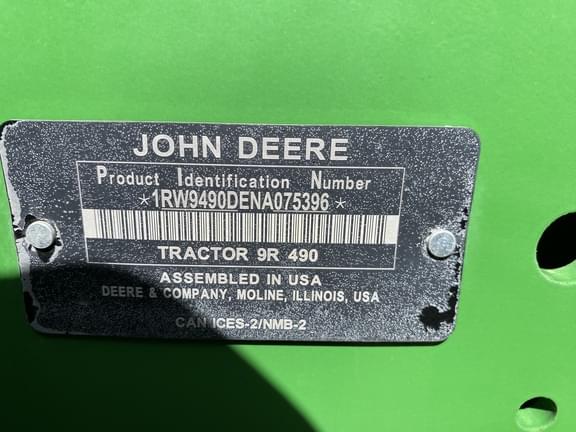 JOHN DEERE
Product Identification Number
*1RW9490DENA075396*
TRACTOR 9R 490
ASSEMBLED IN USA
DEERE & COMPANY, MOLINE, ILLINOIS, USA
CAN ICES-2/NMB-2